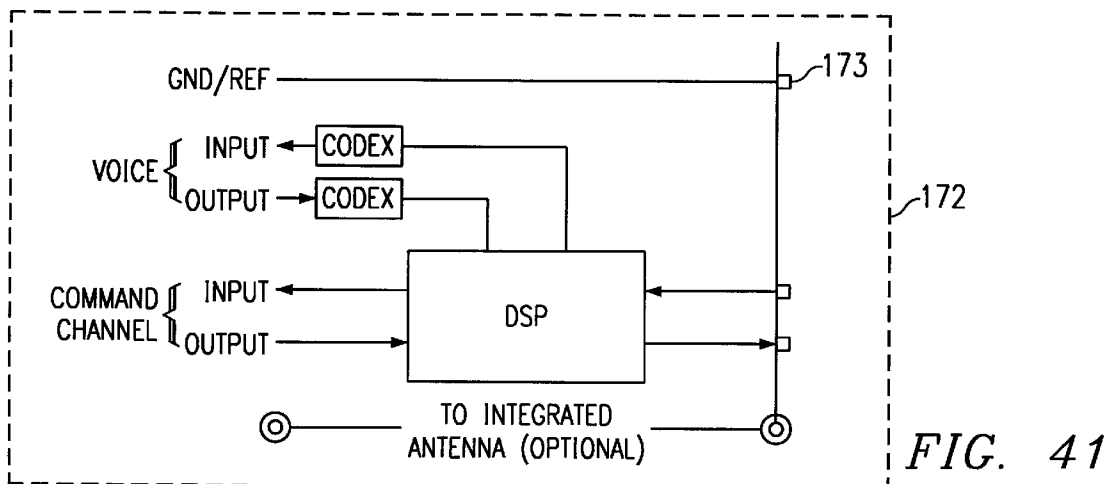 GND/REF
173
VOICE
INPUT
CODEX
OUTPUT
CODEX
172
COMMAND
CHANNEL
INPUT
OUTPUT
DSP
TO INTEGRATED
ANTENNA (OPTIONAL)
FIG. 41